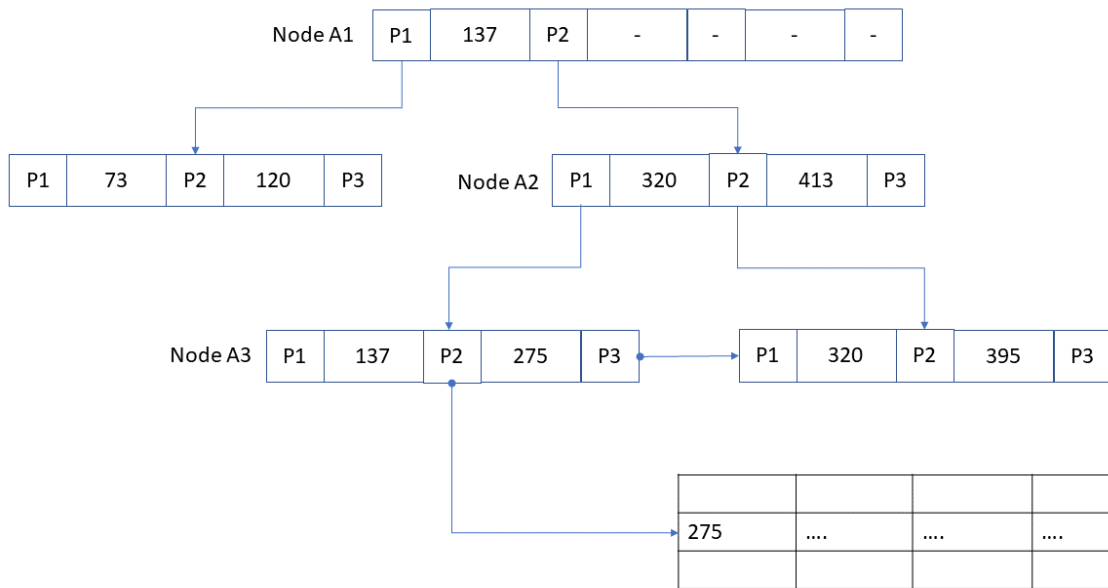 Node A1 P1 137 P2 - - - -
P1 73 P2 120 P3
Node A2 P1 320 P2 413 P3
Node A3 P1 137 P2 275 P3
P1 320 P2 395 P3
275 .... .... ....